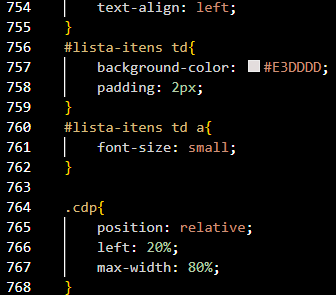 754 text-align: left;
755 }
756 #lista-itens td{
757 background-color: #E3DDDD;
758 padding: 2px;
759 }
760 #lista-itens td a{
761 font-size: small;
762 }
763
764 .cdp{
765 position: relative;
766 left: 20%;
767 max-width: 80%;
768 }